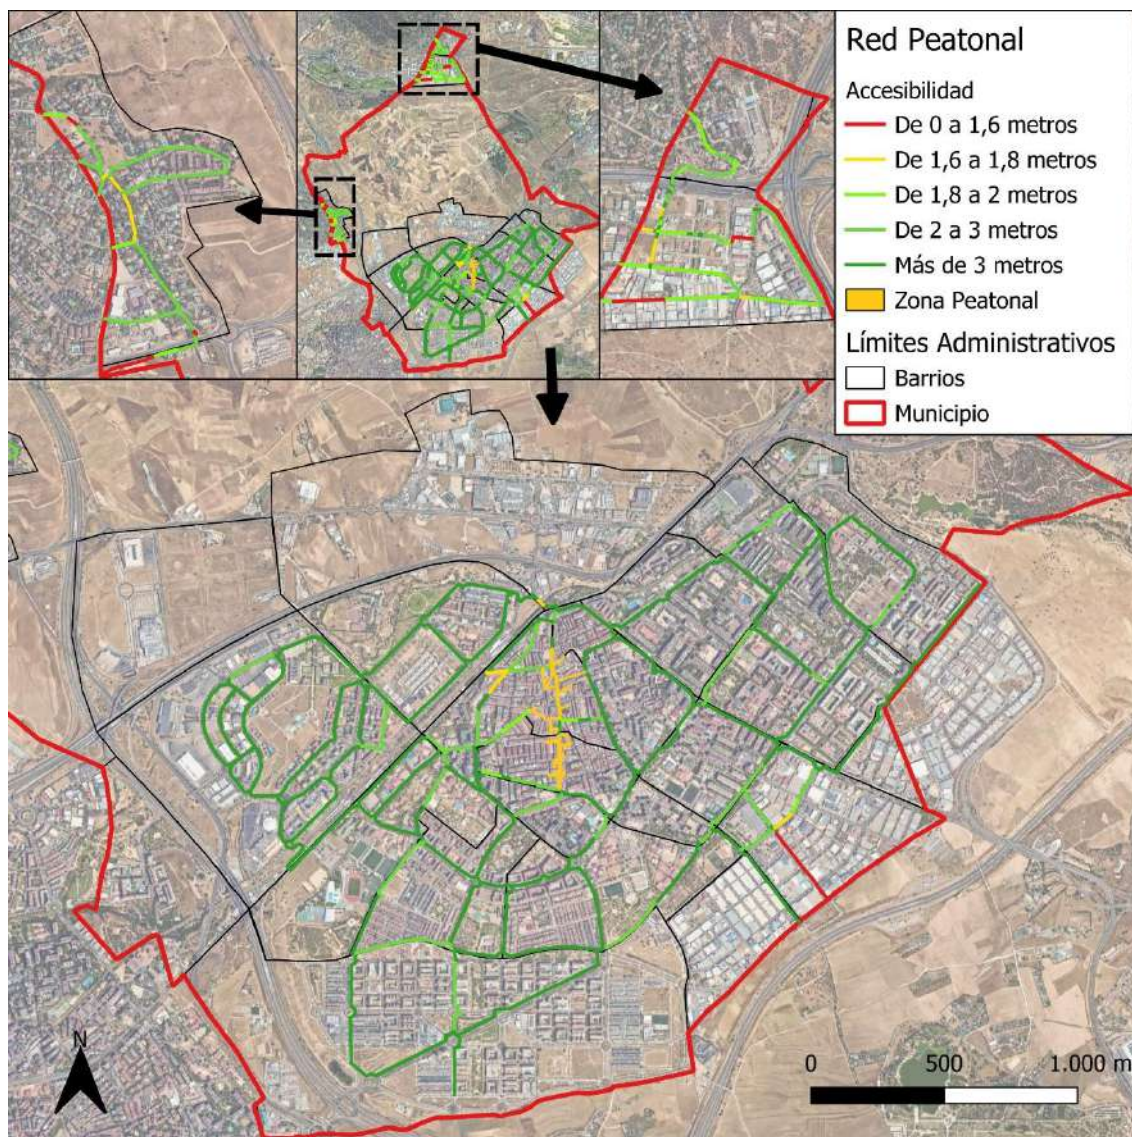 Red Peatonal
Accesibilidad
De 0 a 1,6 metros
De 1,6 a 1,8 metros
De 1,8 a 2 metros
De 2 a 3 metros
Más de 3 metros
Zona Peatonal
Límites Administrativos
Barrios
Municipio
N
0 500 1.000 m